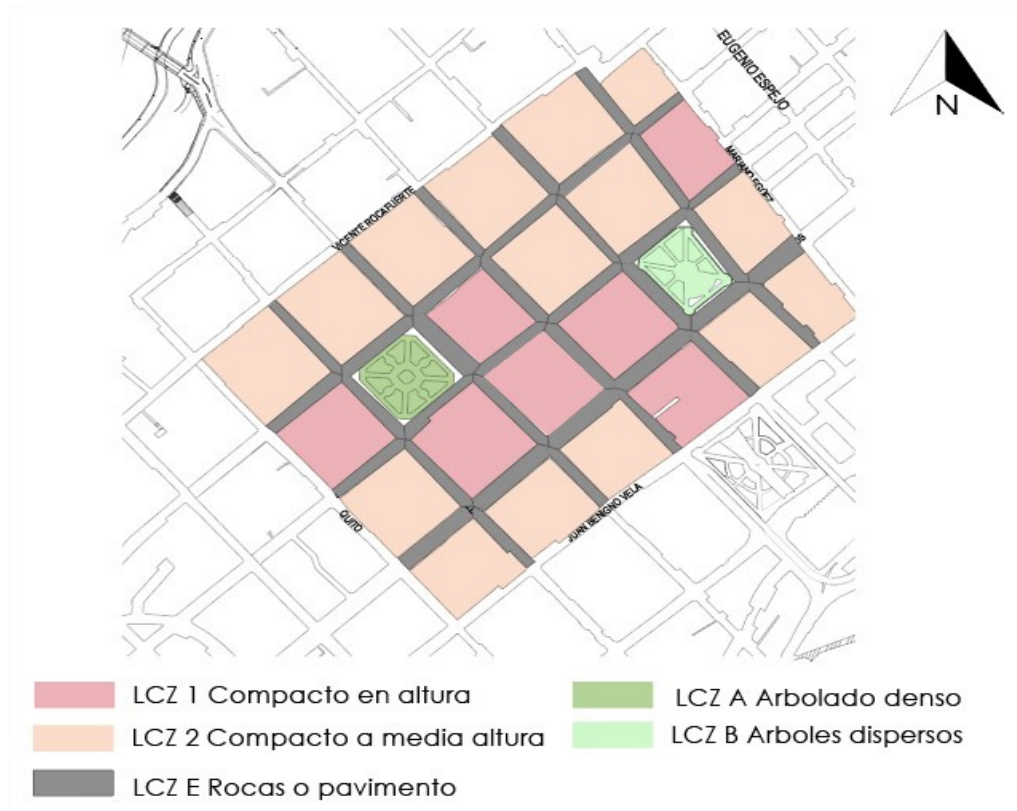 EUGENIO ESPEJO
N
MARIANO EGUEZ
VICENTE ROCAFUERTE
QUITO
JUAN BENIGNO VELA
LCZ 1 Compacto en altura
LCZ 2 Compacto a media altura
LCZ E Rocas o pavimento
LCZ A Arbolado denso
LCZ B Arboles dispersos